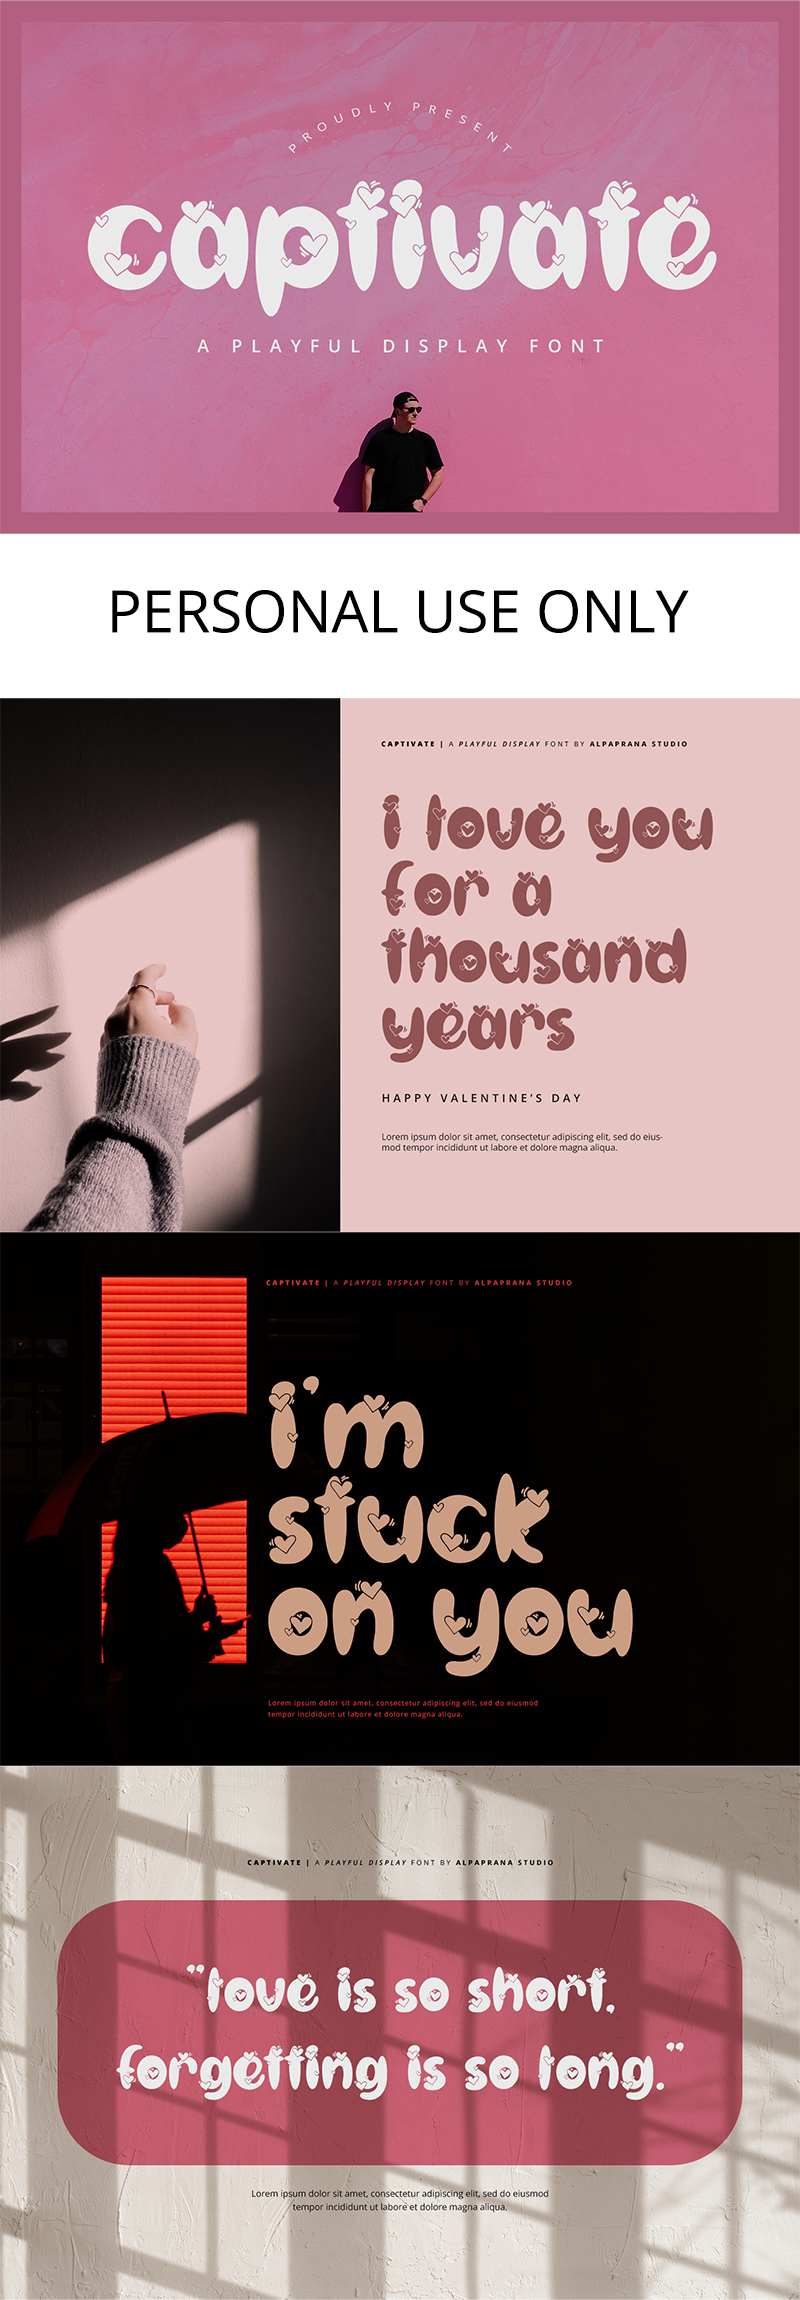 PROUDLY PRESENT
captivate
A PLAYFUL DISPLAY FONT
PERSONAL USE ONLY
CAPTIVATE | A PLAYFUL DISPLAY FONT BY ALPAPRANA STUDIO
i love you
for a
thousand
years
HAPPY VALENTINE'S DAY
Lorem ipsum dolor sit amet, consectetur adipiscing elit, sed do eius-
mod tempor incididunt ut labore et dolore magna aliqua.
CAPTIVATE | A PLAYFUL DISPLAY FONT BY ALPAPRANA STUDIO
i'm
stuck
on you
Lorem ipsum dolor sit amet, consectetur adipiscing elit, sed do eiusmod
tempor incididunt ut labore et dolore magna aliqua.
CAPTIVATE | A PLAYFUL DISPLAY FONT BY ALPAPRANA STUDIO
"love is so short,
forgetting is so long."
Lorem ipsum dolor sit amet, consectetur adipiscing elit, sed do eiusmod
tempor incididunt ut labore et dolore magna aliqua.